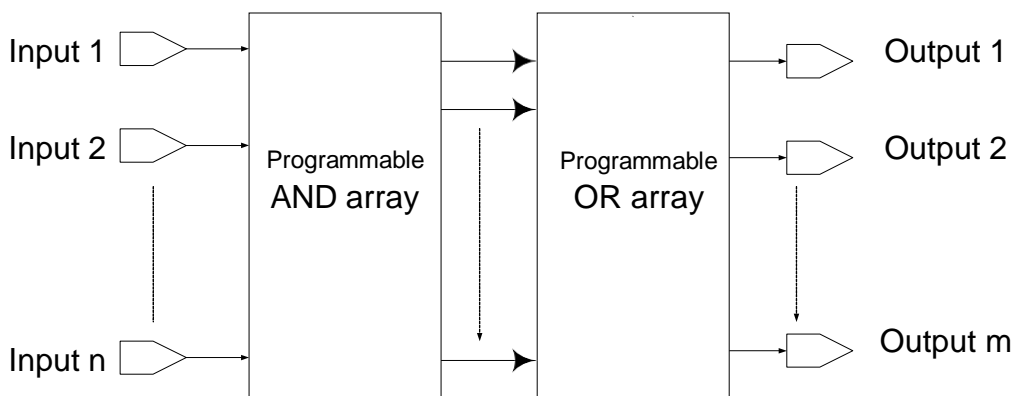 Input 1
Input 2
Input n
Programmable
AND array
Programmable
OR array
Output 1
Output 2
Output m